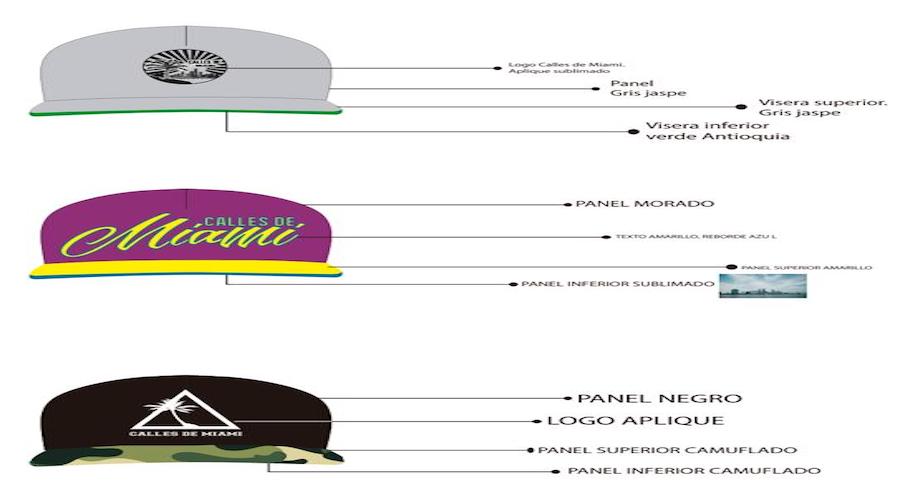 CALLES
Logo Calles de Miami.
Aplique sublimado
Panel
Gris jaspe
Visera superior.
Gris jaspe
Visera inferior
verde Antioquia
CALLES DE
Miami
PANEL MORADO
TEXTO AMARILLO, REBORDE AZU L
PANEL SUPERIOR AMARILLO
PANEL INFERIOR SUBLIMADO
PANEL NEGRO
LOGO APLIQUE
CALLES DE MIAMI
PANEL SUPERIOR CAMUFLADO
PANEL INFERIOR CAMUFLADO